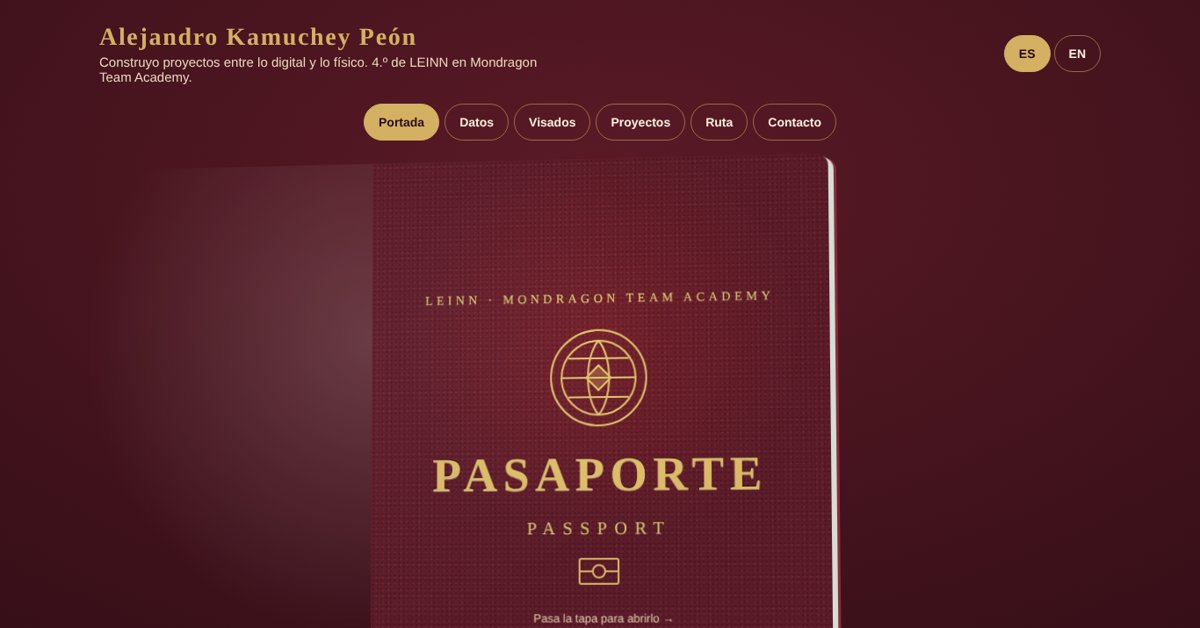 Alejandro Kamuchey Peón
Construyo proyectos entre lo digital y lo físico. 4.º de LEINN en Mondragon
Team Academy.
ES
EN
Portada
Datos
Visados
Proyectos
Ruta
Contacto
LEINN · MONDRAGON TEAM ACADEMY
PASAPORTE
PASSPORT
Pasa la tapa para abrirlo →